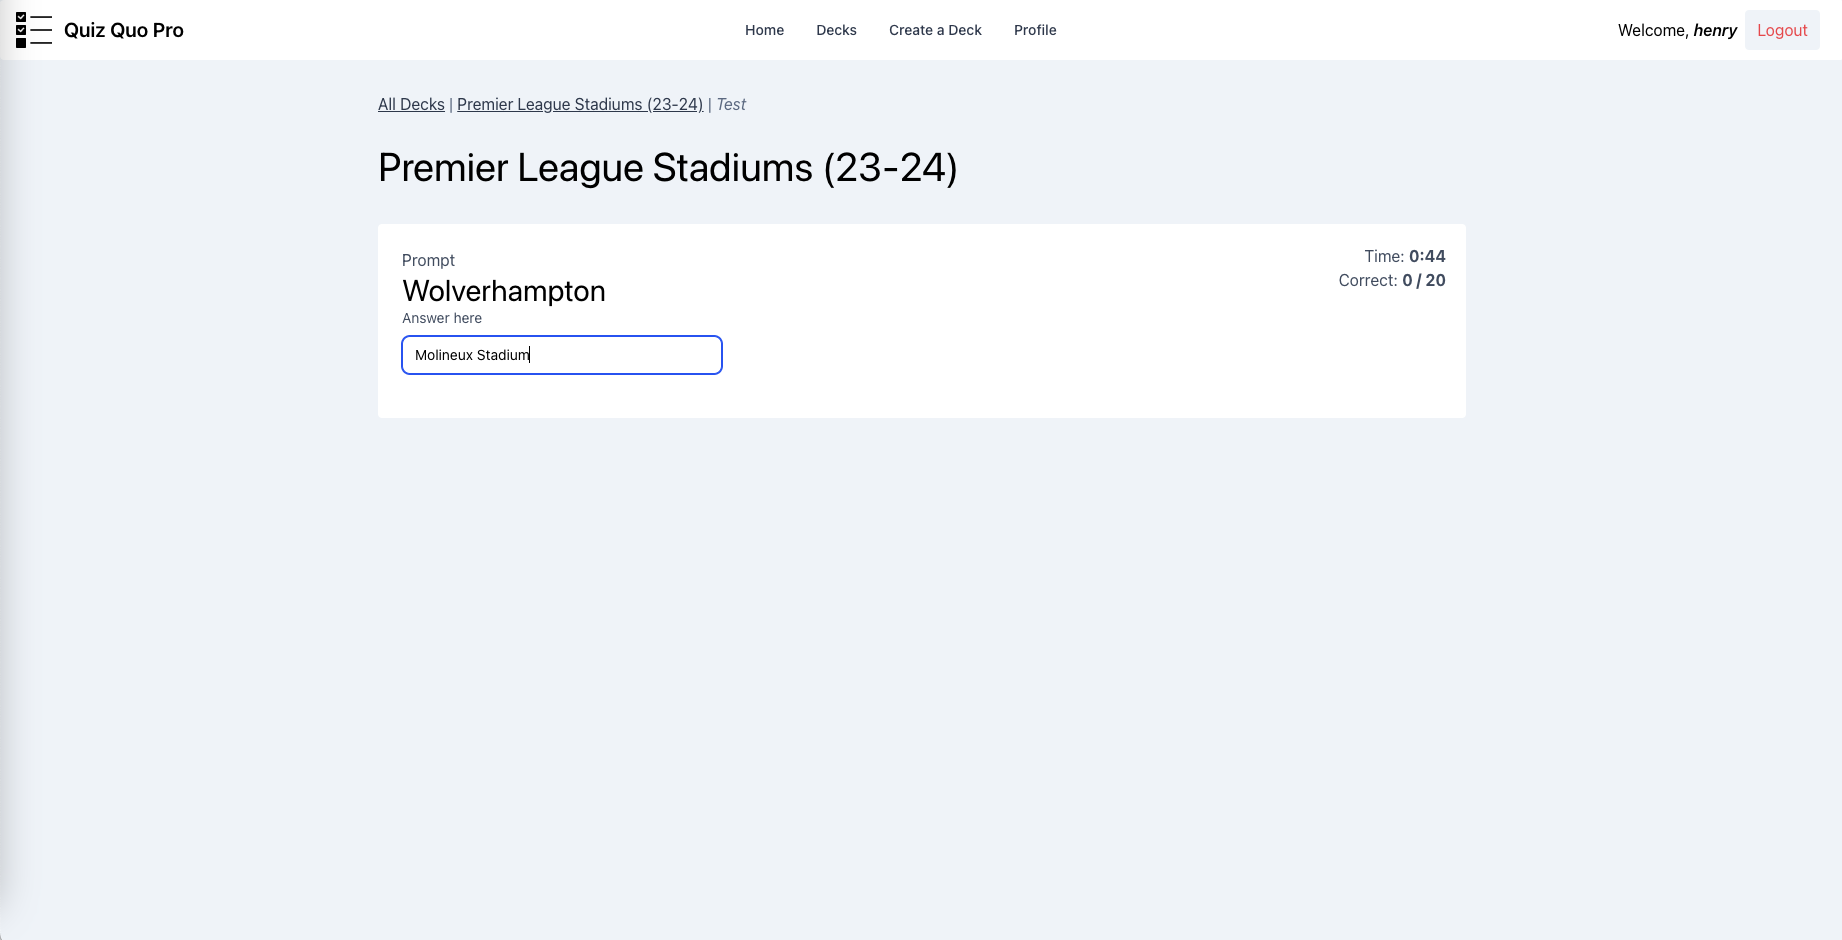 Quiz Quo Pro
Home Decks Create a Deck Profile
Welcome, henry Logout
All Decks | Premier League Stadiums (23-24) | Test
Premier League Stadiums (23-24)
Prompt
Wolverhampton
Answer here
Molineux Stadium
Time: 0:44
Correct: 0 / 20